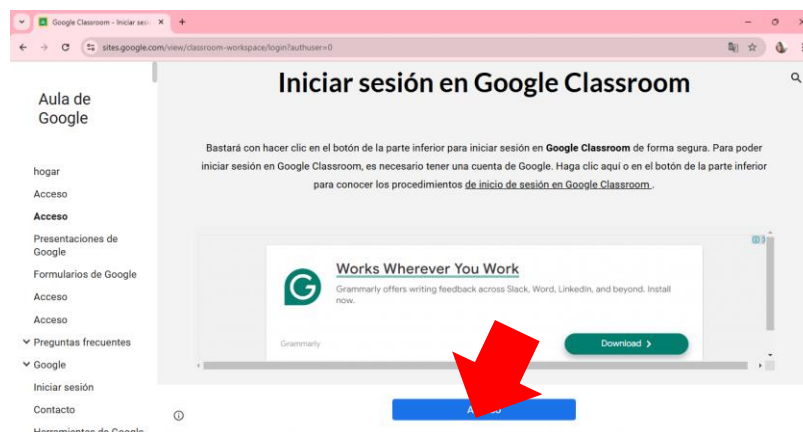 Google Classroom - Iniciar ses
sites.google.com/view/classroom-workspace/login?authuser=0
Aula de
Google
hogar
Acceso
Acceso
Presentaciones de
Google
Formularios de Google
Acceso
Acceso
Preguntas frecuentes
Google
Iniciar sesión
Contacto
Herramientas de Google
Iniciar sesión en Google Classroom
Bastará con hacer clic en el botón de la parte inferior para iniciar sesión en Google Classroom de forma segura. Para poder
iniciar sesión en Google Classroom, es necesario tener una cuenta de Google. Haga clic aquí o en el botón de la parte inferior
para conocer los procedimientos de inicio de sesión en Google Classroom .
Works Wherever You Work
Grammarly offers writing feedback across Slack, Word, Linkedin, and beyond. Install
now.
Grammarly
Download >